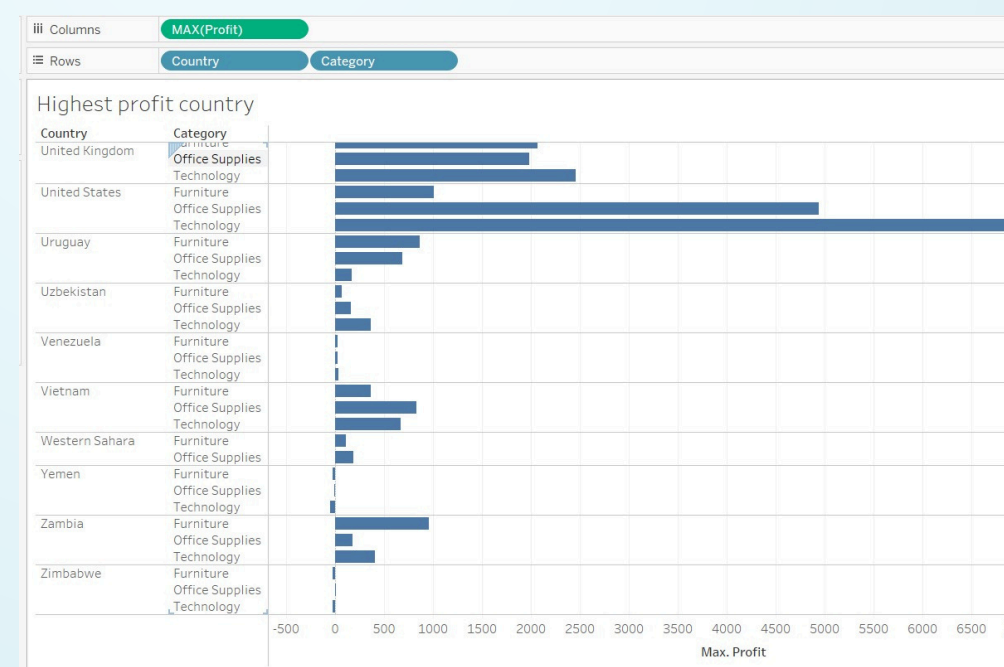 Columns MAX(Profit)
Rows Country Category
Highest profit country
Country Category
United Kingdom Furniture
Office Supplies
Technology
United States Furniture
Office Supplies
Technology
Uruguay Furniture
Office Supplies
Technology
Uzbekistan Furniture
Office Supplies
Technology
Venezuela Furniture
Office Supplies
Technology
Vietnam Furniture
Office Supplies
Technology
Western Sahara Furniture
Office Supplies
Yemen Furniture
Office Supplies
Technology
Zambia Furniture
Office Supplies
Technology
Zimbabwe Furniture
Office Supplies
Technology
-500 0 500 1000 1500 2000 2500 3000 3500 4000 4500 5000 5500 6000 6500
Max. Profit